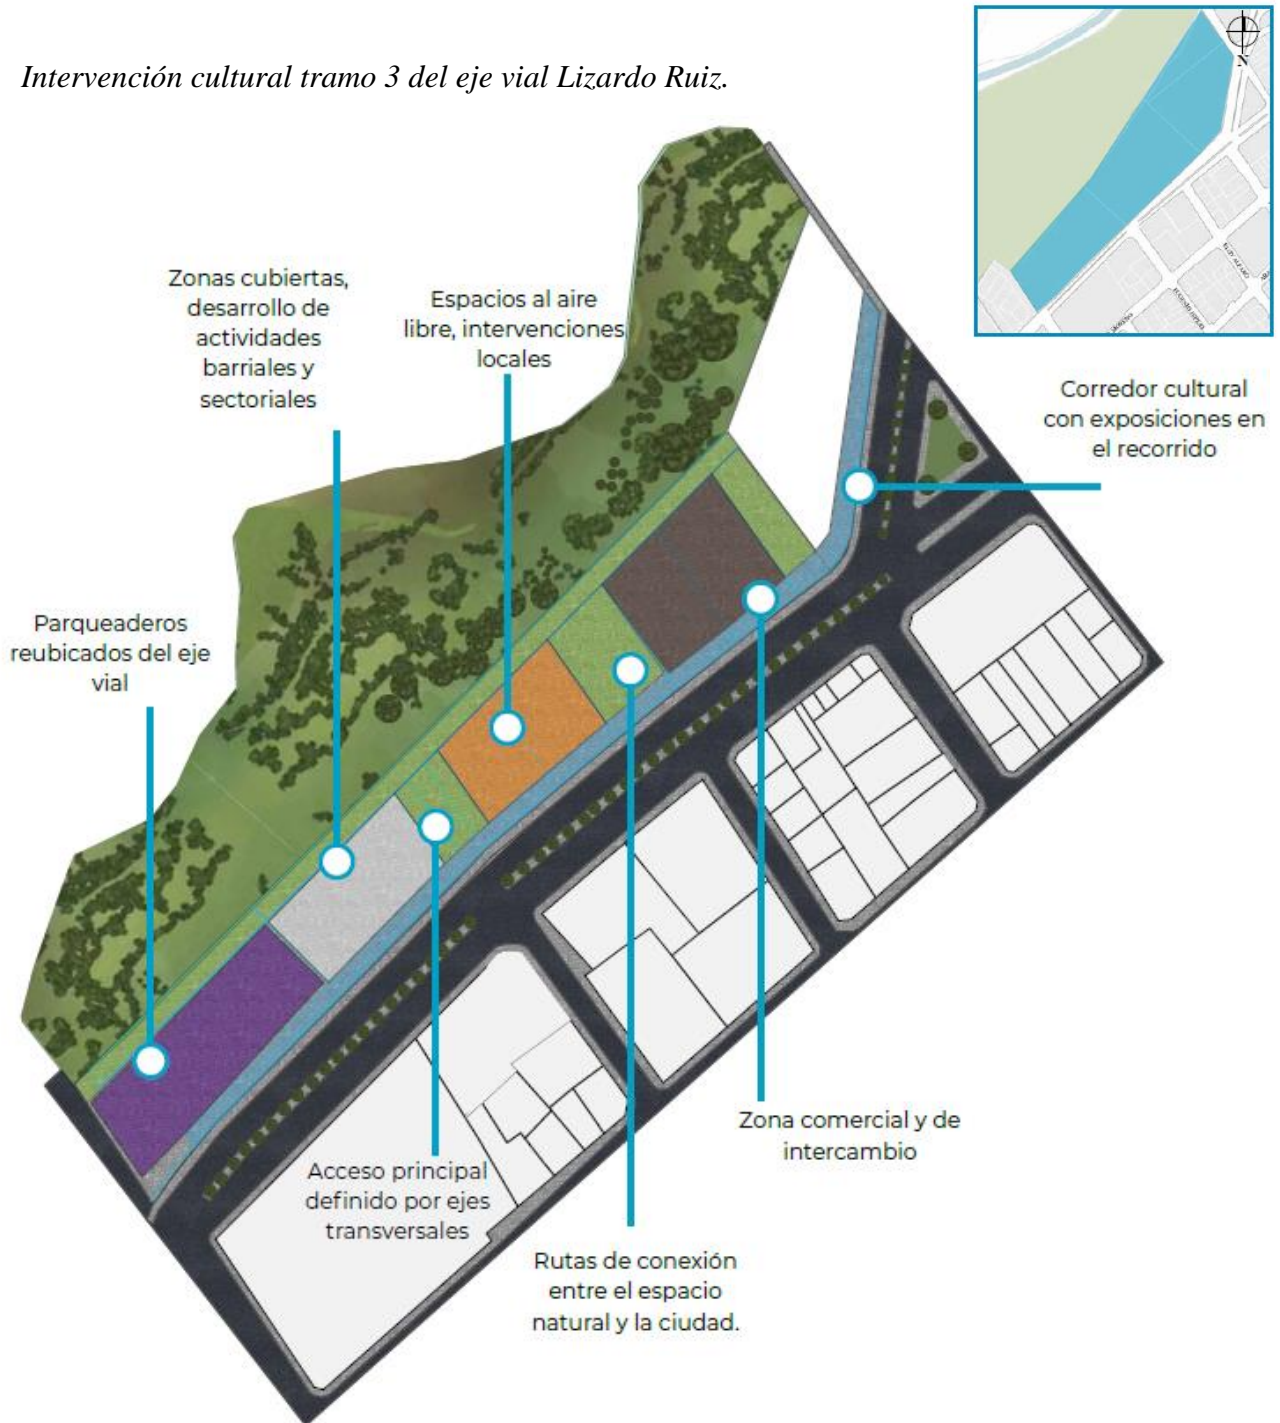 Intervención cultural tramo 3 del eje vial Lizardo Ruiz.
N
Zonas cubiertas,
desarrollo de
actividades
barriales y
sectoriales
Espacios al aire
libre, intervenciones
locales
Corredor cultural
con exposiciones en
el recorrido
Parqueaderos
reubicados del eje
vial
Zona comercial y de
intercambio
Acceso principal
definido por ejes
transversales
Rutas de conexión
entre el espacio
natural y la ciudad.